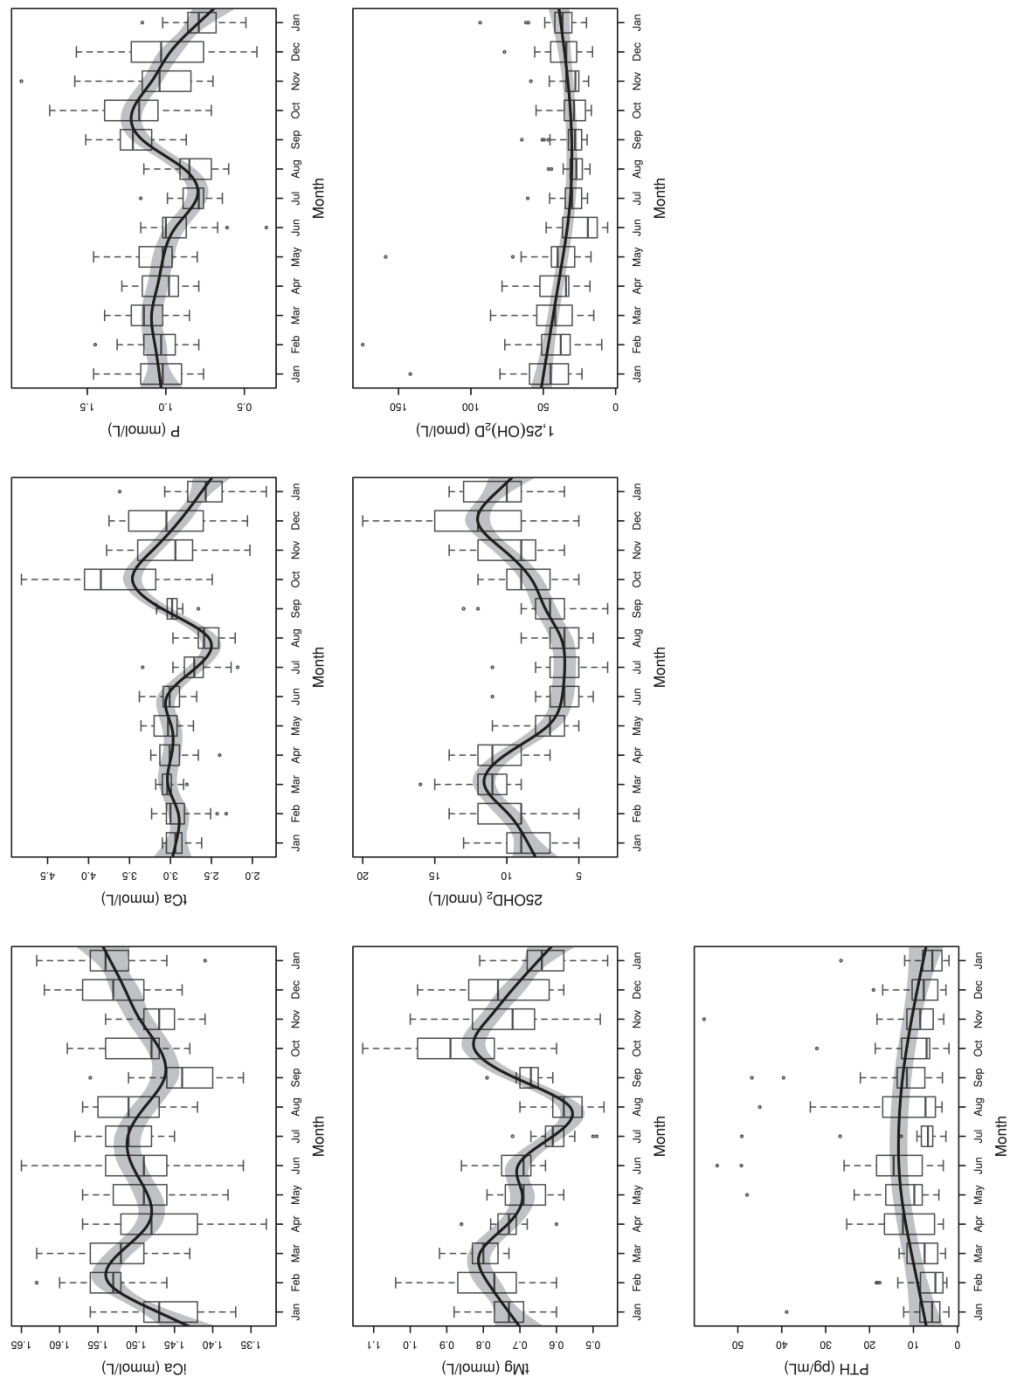 iCa (mmol/L)
1.65
1.60
1.55
1.50
1.45
1.40
1.35
Jan Feb Mar Apr May Jun Jul Aug Sep Oct Nov Dec Jan
Month
tCa (mmol/L)
4.5
4.0
3.5
3.0
2.5
2.0
Jan Feb Mar Apr May Jun Jul Aug Sep Oct Nov Dec Jan
Month
P (mmol/L)
1.5
1.0
0.5
Jan Feb Mar Apr May Jun Jul Aug Sep Oct Nov Dec Jan
Month
tMg (mmol/L)
1.1
1.0
0.9
0.8
0.7
0.6
0.5
Jan Feb Mar Apr May Jun Jul Aug Sep Oct Nov Dec Jan
Month
25OHD₂ (nmol/L)
20
15
10
5
Jan Feb Mar Apr May Jun Jul Aug Sep Oct Nov Dec Jan
Month
1,25(OH)₂D (pmol/L)
150
100
50
0
Jan Feb Mar Apr May Jun Jul Aug Sep Oct Nov Dec Jan
Month
PTH (pg/mL)
50
40
30
20
10
0
Jan Feb Mar Apr May Jun Jul Aug Sep Oct Nov Dec Jan
Month